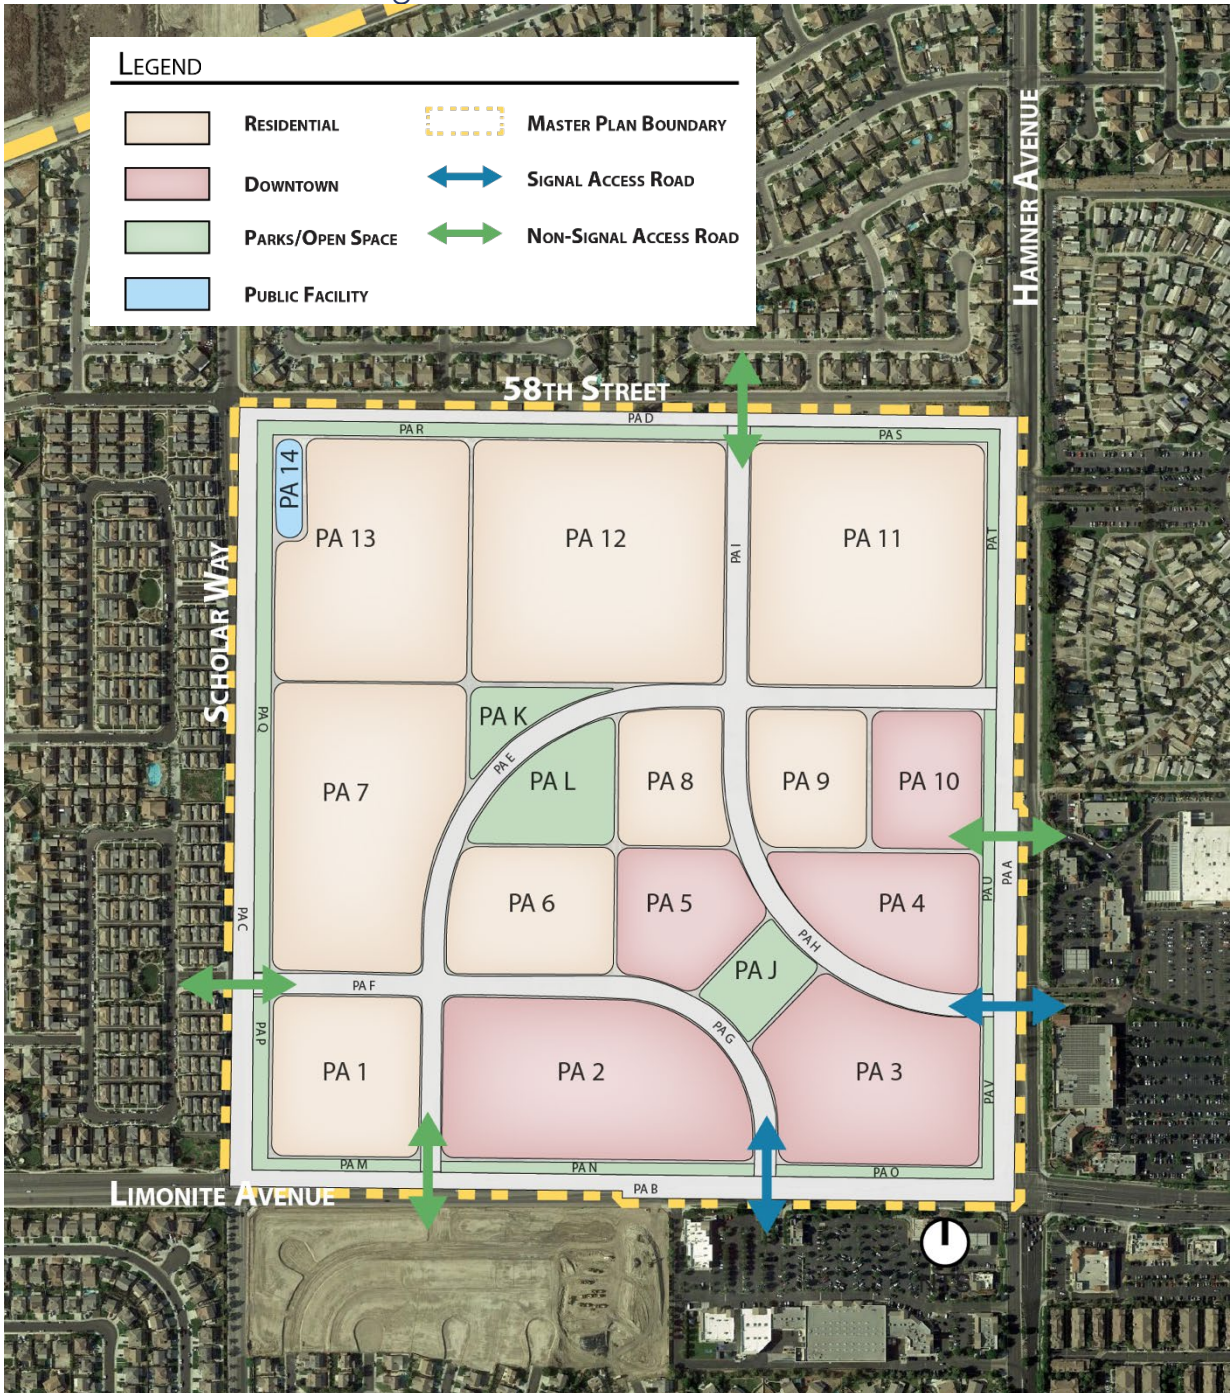 LEGEND
RESIDENTIAL
DOWNTOWN
PARKS/OPEN SPACE
PUBLIC FACILITY
MASTER PLAN BOUNDARY
SIGNAL ACCESS ROAD
NON-SIGNAL ACCESS ROAD
HAMNER AVENUE
58TH STREET
PA D
PA R
PA S
PA 14
PA 13
PA 12
PA I
PA 11
PA T
SCHOLAR WAY
PA Q
PA K
PA E
PA L
PA 7
PA 8
PA 9
PA 10
PA A
PA U
PA C
PA 6
PA 5
PA 4
PA H
PA J
PA F
PA P
PA G
PA 1
PA 2
PA 3
PA V
PA M
PA N
PA O
PA B
LIMONITE AVENUE